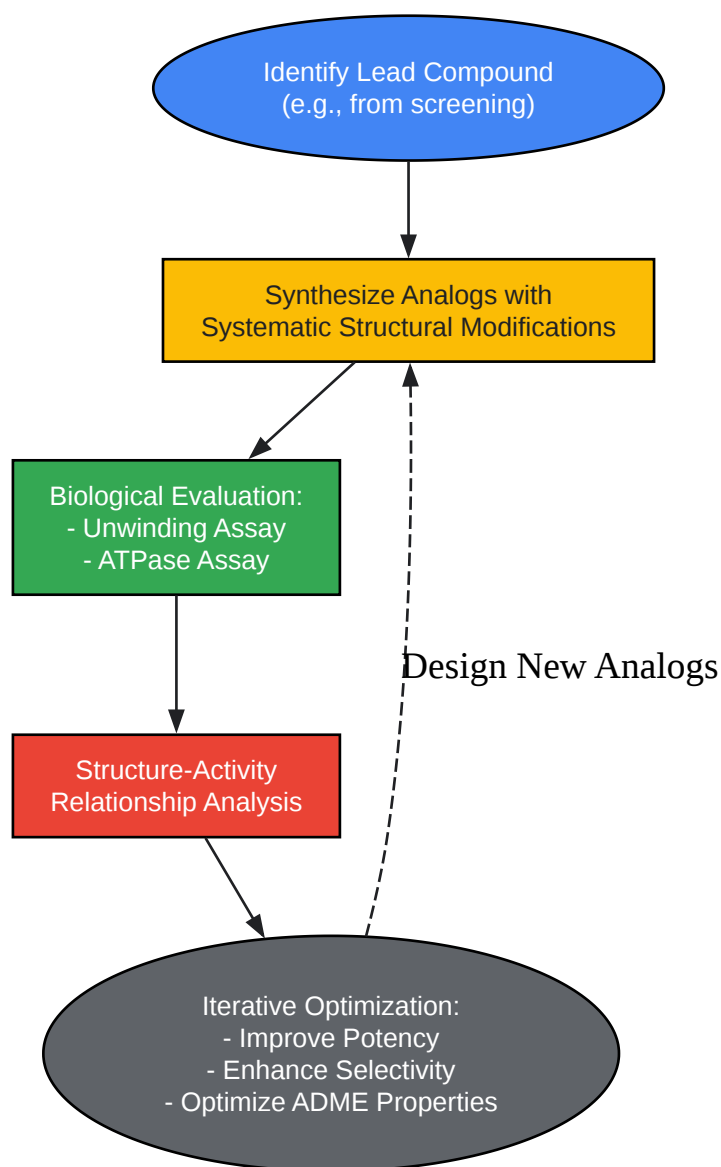 Identify Lead Compound
(e.g., from screening)
Synthesize Analogs with
Systematic Structural Modifications
Biological Evaluation:
- Unwinding Assay
- ATPase Assay
Design New Analogs
Structure-Activity
Relationship Analysis
Iterative Optimization:
- Improve Potency
- Enhance Selectivity
- Optimize ADME Properties